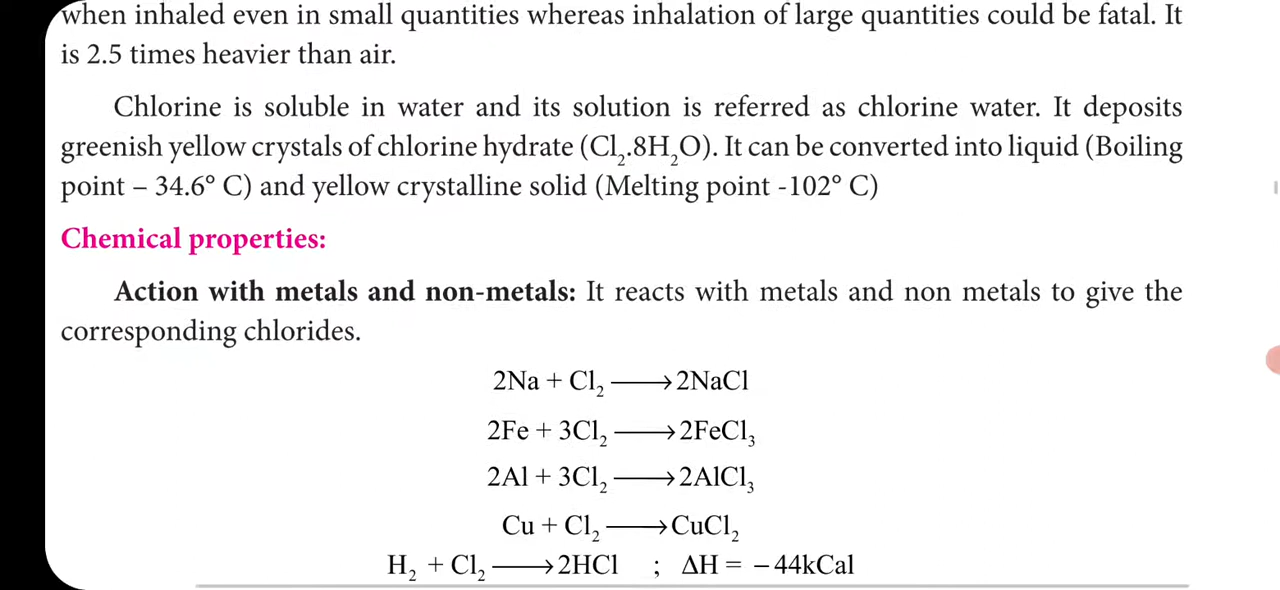 when inhaled even in small quantities whereas inhalation of large quantities could be fatal. It
is 2.5 times heavier than air.
Chlorine is soluble in water and its solution is referred as chlorine water. It deposits
greenish yellow crystals of chlorine hydrate (Cl₂.8H₂O). It can be converted into liquid (Boiling
point – 34.6° C) and yellow crystalline solid (Melting point -102° C)
Chemical properties:
Action with metals and non-metals: It reacts with metals and non metals to give the
corresponding chlorides.
2Na + Cl₂ ⟶ 2NaCl
2Fe + 3Cl₂ ⟶ 2FeCl₃
2Al + 3Cl₂ ⟶ 2AlCl₃
Cu + Cl₂ ⟶ CuCl₂
H₂ + Cl₂ ⟶ 2HCl ; ΔH = – 44kCal